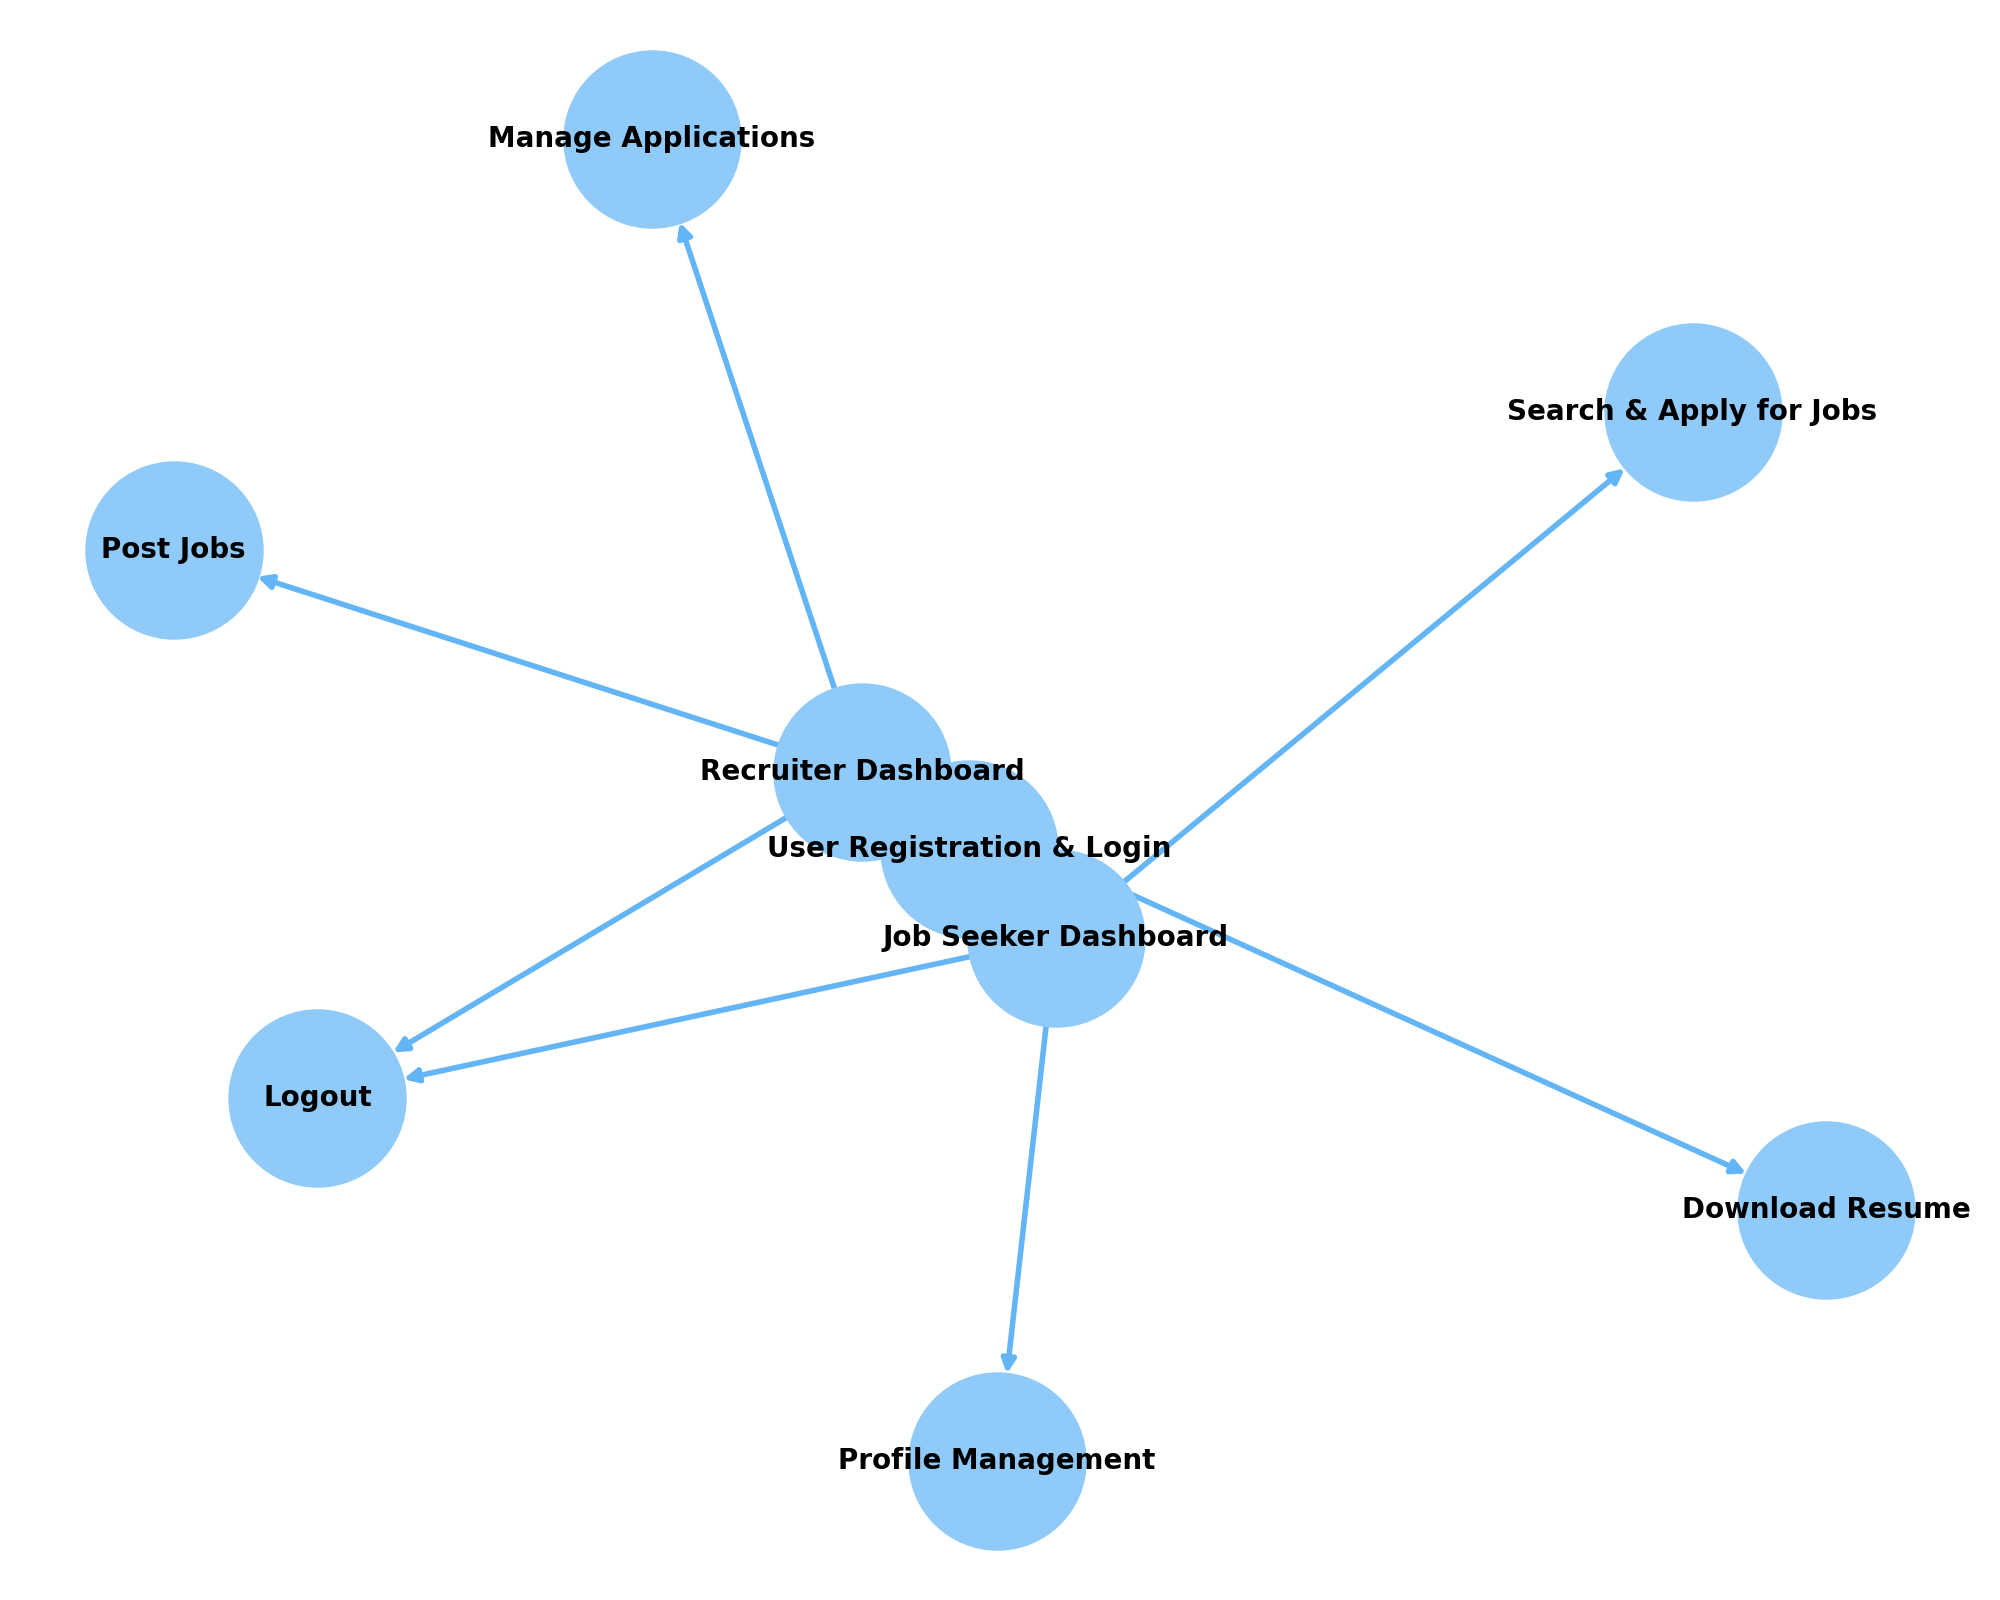 Manage Applications
Search & Apply for Jobs
Post Jobs
Recruiter Dashboard
User Registration & Login
Job Seeker Dashboard
Logout
Download Resume
Profile Management